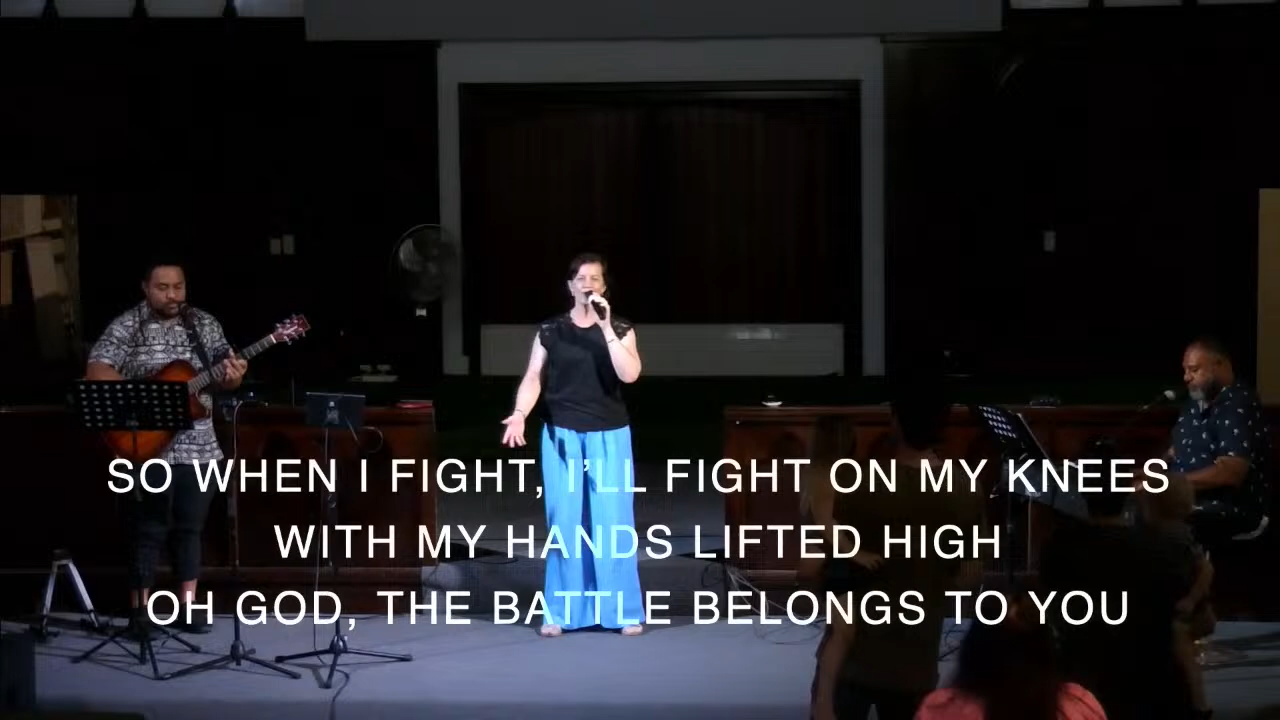 SO WHEN I FIGHT, I'LL FIGHT ON MY KNEES
WITH MY HANDS LIFTED HIGH
OH GOD, THE BATTLE BELONGS TO YOU